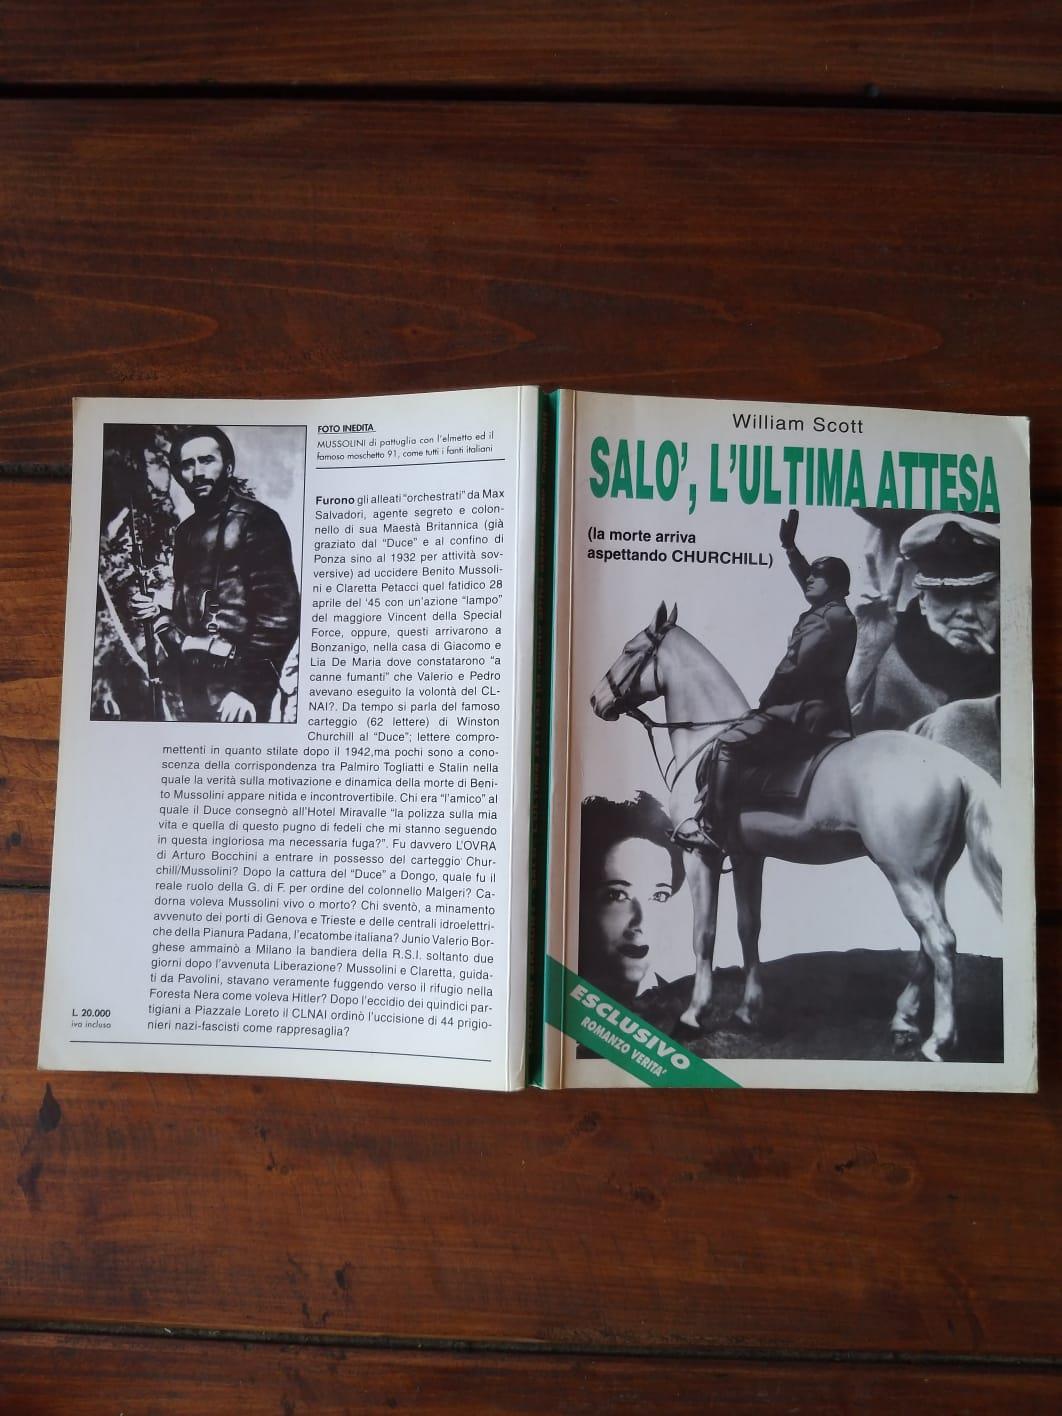 FOTO INEDITA
MUSSOLINI di pattuglia con l'elmetto ed il
famoso moschetto 91, come tutti i fanti italiani
Furono gli alleati "orchestrati" da Max
Salvadori, agente segreto e colon-
nello di sua Maestà Britannica (già
graziato dal "Duce" e al confino di
Ponza sino al 1932 per attività sov-
versive) ad uccidere Benito Mussoli-
ni e Claretta Petacci quel fatidico 28
aprile del '45 con un'azione "lampo"
del maggiore Vincent della Special
Force, oppure, questi arrivarono a
Bonzanigo, nella casa di Giacomo e
Lia De Maria dove constatarono "a
canne fumanti" che Valerio e Pedro
avevano eseguito la volontà del CL-
NAI?. Da tempo si parla del famoso
carteggio (62 lettere) di Winston
Churchill al "Duce"; lettere compro-
mettenti in quanto stilate dopo il 1942,ma pochi sono a cono-
scenza della corrispondenza tra Palmiro Togliatti e Stalin nella
quale la verità sulla motivazione e dinamica della morte di Beni-
to Mussolini appare nitida e incontrovertibile. Chi era "l'amico" al
quale il Duce consegnò all'Hotel Miravalle "la polizza sulla mia
vita e quella di questo pugno di fedeli che mi stanno seguendo
in questa ingloriosa ma necessaria fuga?". Fu davvero L'OVRA
di Arturo Bocchini a entrare in possesso del carteggio Chur-
chill/Mussolini? Dopo la cattura del "Duce" a Dongo, quale fu il
reale ruolo della G. di F. per ordine del colonnello Malgeri? Ca-
dorna voleva Mussolini vivo o morto? Chi sventò, a minamento
avvenuto dei porti di Genova e Trieste e delle centrali idroelettri-
che della Pianura Padana, l'ecatombe italiana? Junio Valerio Bor-
ghese ammainò a Milano la bandiera della R.S.I. soltanto due
giorni dopo l'avvenuta Liberazione? Mussolini e Claretta, guida-
ti da Pavolini, stavano veramente fuggendo verso il rifugio nella
Foresta Nera come voleva Hitler? Dopo l'eccidio dei quindici par-
tigiani a Piazzale Loreto il CLNAI ordinò l'uccisione di 44 prigio-
nieri nazi-fascisti come rappresaglia?
L. 20.000
iva inclusa
William Scott
SALO', L'ULTIMA ATTESA
(la morte arriva
aspettando CHURCHILL)
ESCLUSIVO
ROMANZO VERITA'